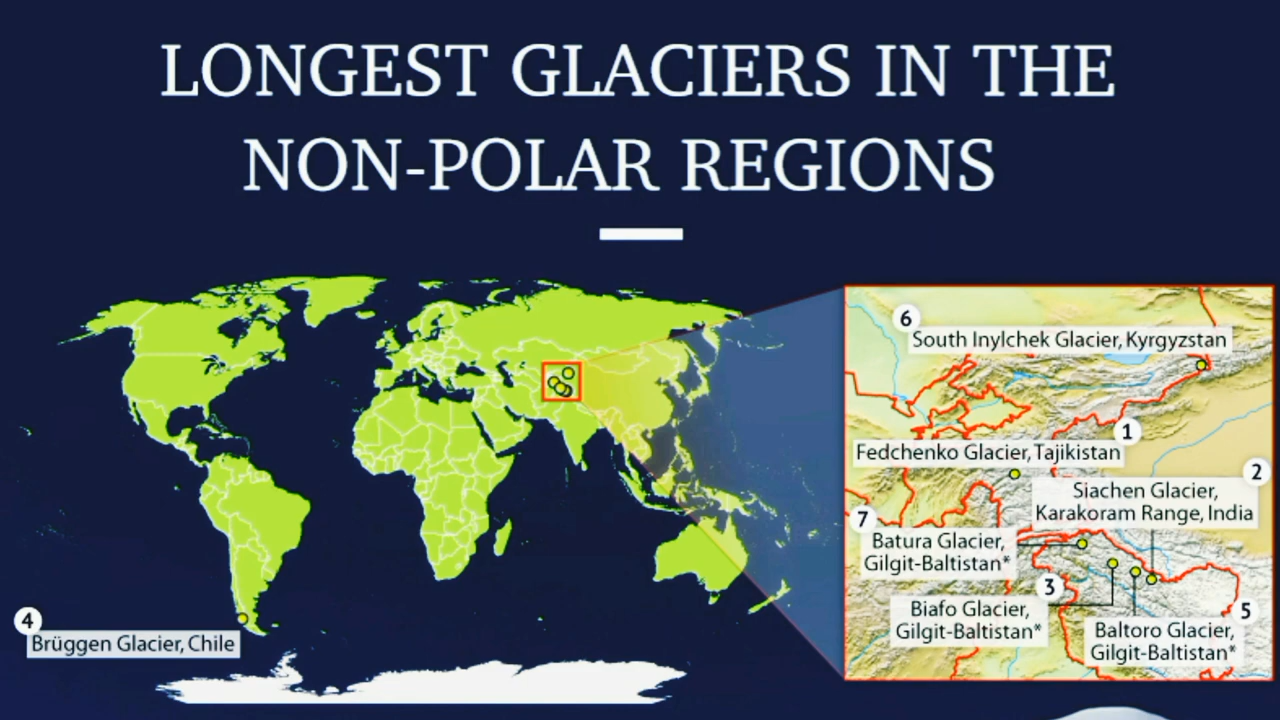 LONGEST GLACIERS IN THE
NON-POLAR REGIONS
6
South Inylchek Glacier, Kyrgyzstan
1
Fedchenko Glacier, Tajikistan
2
Siachen Glacier,
Karakoram Range, India
7
Batura Glacier,
Gilgit-Baltistan*
3
Biafo Glacier,
Gilgit-Baltistan*
5
Baltoro Glacier,
Gilgit-Baltistan*
4
Brüggen Glacier, Chile